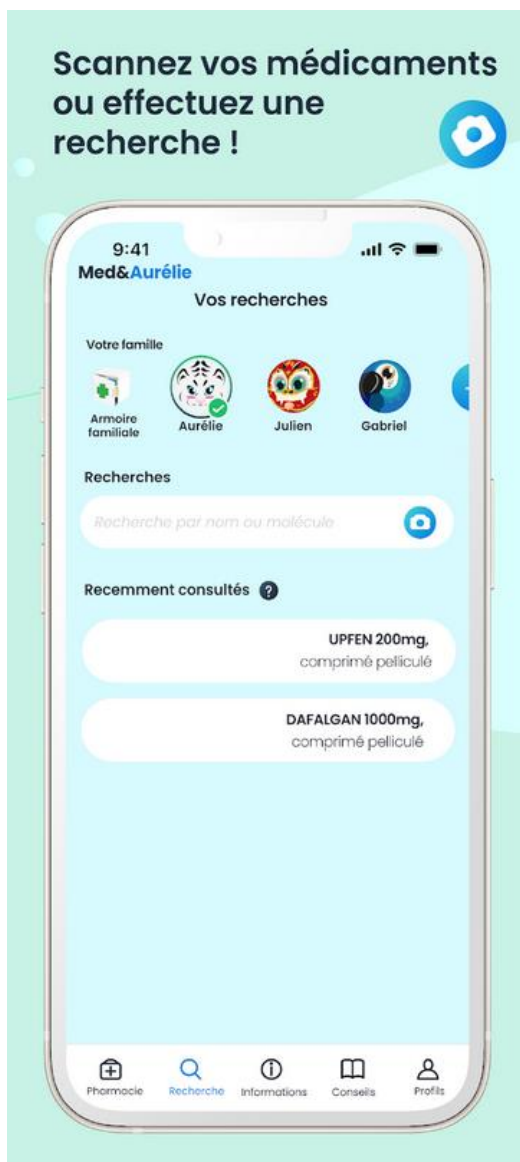 Scannez vos médicaments
ou effectuez une
recherche !
9:41
Med&Aurélie
Vos recherches
Votre famille
Armoire
familiale
Aurélie
Julien
Gabriel
Recherches
Recherche par nom ou molécule
Recemment consultés ?
UPFEN 200mg,
comprimé pelliculé
DAFALGAN 1000mg,
comprimé pelliculé
Pharmacie
Recherche
Informations
Conseils
Profils